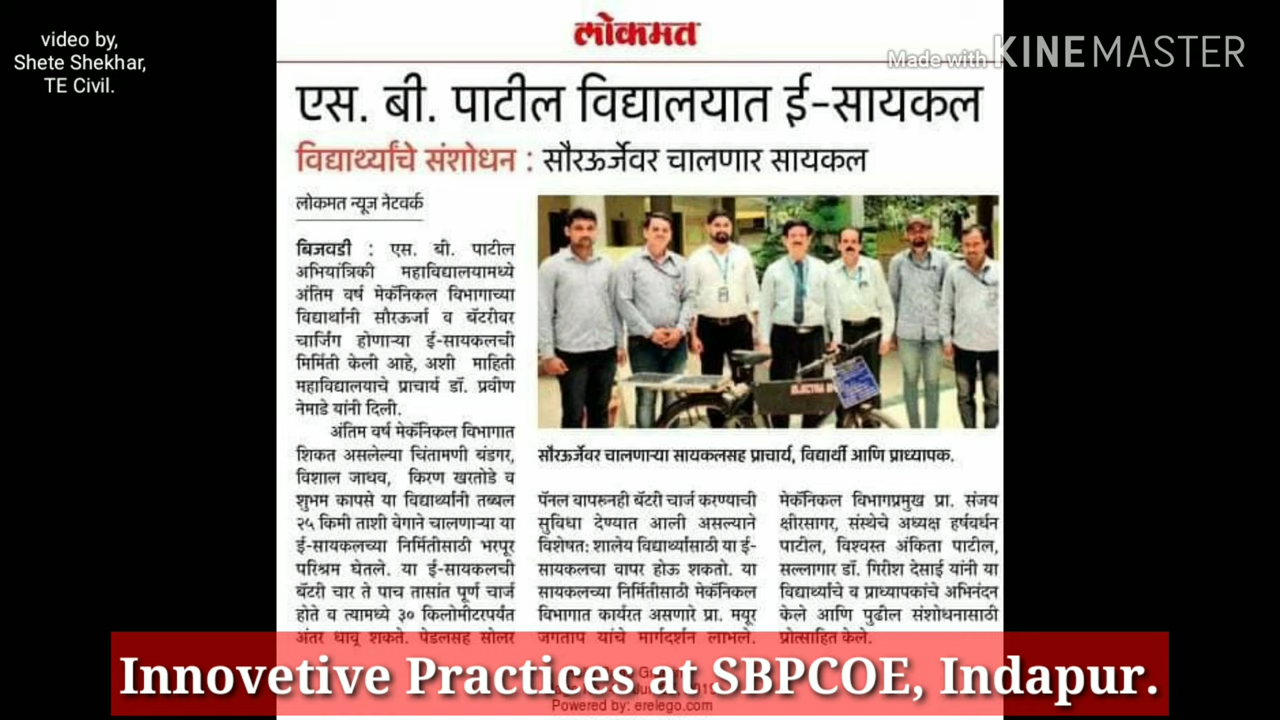 video by,
Shete Shekhar,
TE Civil.
लोकमत
Made with KINEMASTER
एस. बी. पाटील विद्यालयात ई-सायकल
विद्यार्थ्यांचे संशोधन : सौरऊर्जेवर चालणार सायकल
लोकमत न्यूज नेटवर्क
बिजवडी : एस. बी. पाटील
अभियांत्रिकी महाविद्यालयामध्ये
अंतिम वर्ष मेकॅनिकल विभागाच्या
विद्यार्थांनी सौरऊर्जा व बॅटरीवर
चार्जिंग होणाऱ्या ई-सायकलची
मिर्मिती केली आहे, अशी माहिती
महाविद्यालयाचे प्राचार्य डॉ. प्रवीण
नेमाडे यांनी दिली.
अंतिम वर्ष मेकॅनिकल विभागात
शिकत असलेल्या चिंतामणी बंडगर,
विशाल जाधव, किरण खरतोडे व
शुभम कापसे या विद्यार्थ्यांनी तब्बल
२५ किमी ताशी वेगाने चालणाऱ्या या
ई-सायकलच्या निर्मितीसाठी भरपूर
परिश्रम घेतले. या ई-सायकलची
बॅटरी चार ते पाच तासांत पूर्ण चार्ज
होते व त्यामध्ये ३० किलोमीटरपर्यंत
अंतर धावू शकते. पेडलसह सोलर
ELECTRA
सौरऊर्जेवर चालणाऱ्या सायकलसह प्राचार्य, विद्यार्थी आणि प्राध्यापक.
पॅनल वापरूनही बॅटरी चार्ज करण्याची
सुविधा देण्यात आली असल्याने
विशेषत: शालेय विद्यार्थ्यांसाठी या ई-
सायकलचा वापर होऊ शकतो. या
सायकलच्या निर्मितीसाठी मेकॅनिकल
विभागात कार्यरत असणारे प्रा. मयूर
जगताप यांचे मार्गदर्शन लाभले.
मेकॅनिकल विभागप्रमुख प्रा. संजय
क्षीरसागर, संस्थेचे अध्यक्ष हर्षवर्धन
पाटील, विश्वस्त अंकिता पाटील,
सल्लागार डॉ. गिरीश देसाई यांनी या
विद्यार्थ्यांचे व प्राध्यापकांचे अभिनंदन
केले आणि पुढील संशोधनासाठी
प्रोत्साहित केले.
Innovetive Practices at SBPCOE, Indapur.
Powered by: erelego.com